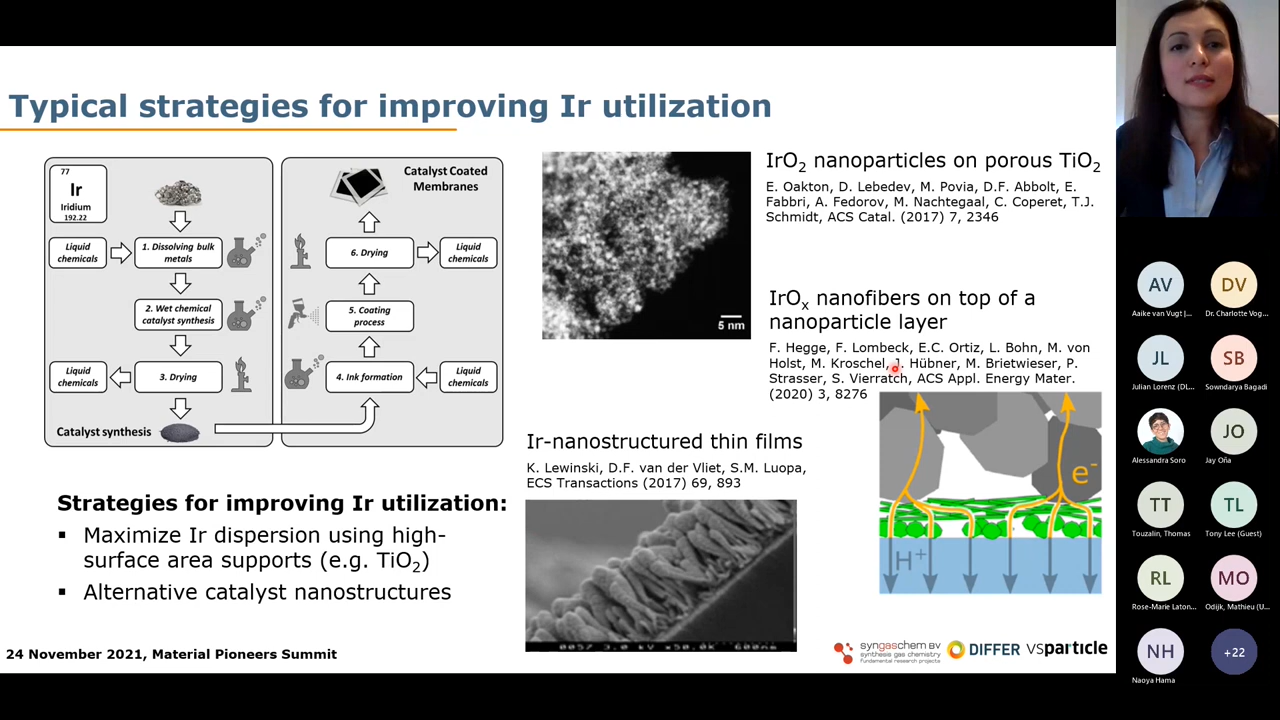 Typical strategies for improving Ir utilization
77
Ir
Iridium
192.22
Liquid
chemicals
1. Dissolving bulk
metals
2. Wet chemical
catalyst synthesis
Liquid
chemicals
3. Drying
Catalyst synthesis
Catalyst Coated
Membranes
6. Drying
Liquid
chemicals
5. Coating
process
4. Ink formation
Liquid
chemicals
Strategies for improving Ir utilization:
▪ Maximize Ir dispersion using high-
surface area supports (e.g. TiO2)
▪ Alternative catalyst nanostructures
5 nm
IrO2 nanoparticles on porous TiO2
E. Oakton, D. Lebedev, M. Povia, D.F. Abbolt, E.
Fabbri, A. Fedorov, M. Nachtegaal, C. Coperet, T.J.
Schmidt, ACS Catal. (2017) 7, 2346
IrOx nanofibers on top of a
nanoparticle layer
F. Hegge, F. Lombeck, E.C. Ortiz, L. Bohn, M. von
Holst, M. Kroschel, J. Hübner, M. Brietwieser, P.
Strasser, S. Vierratch, ACS Appl. Energy Mater.
(2020) 3, 8276
e-
H+
Ir-nanostructured thin films
K. Lewinski, D.F. van der Vliet, S.M. Luopa,
ECS Transactions (2017) 69, 893
0057 3.0 kV x50.0K 600nm
24 November 2021, Material Pioneers Summit
syngaschem BV
synthesis gas chemistry
Fundamental research projects
DIFFER
VSPARTICLE
AV
Aaike van Vugt |...
DV
Dr. Charlotte Vog...
JL
Julian Lorenz (DL...
SB
Sowndarya Bagadi
Alessandra Soro
JO
Jay Oña
TT
Touzalin, Thomas
TL
Tony Lee (Guest)
RL
Rose-Marie Laton...
MO
Odijk, Mathieu (U...
NH
Naoya Hama
+22